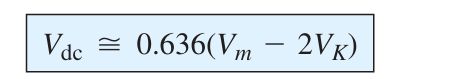 V_dc ≅ 0.636(V_m − 2V_K)